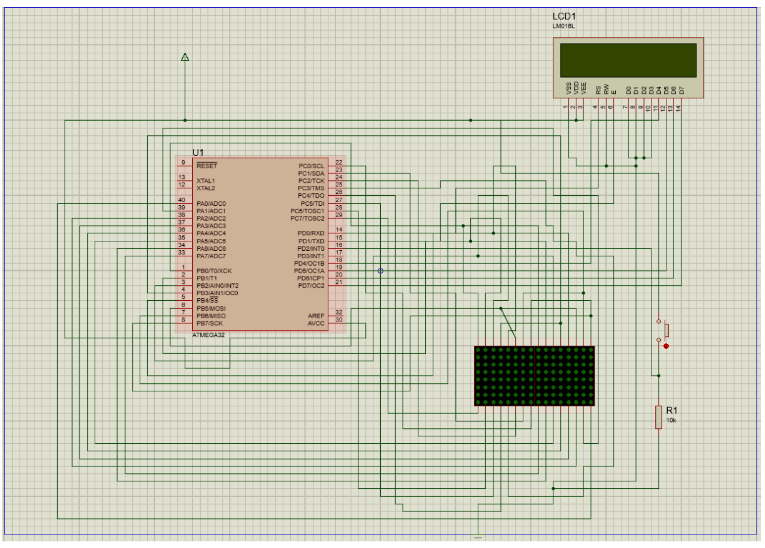 LCD1
LM016L
VSS
VDD
VEE
RS
RW
E
D0
D1
D2
D3
D4
D5
D6
D7
1
2
3
4
5
6
7
8
9
10
11
12
13
14
U1
9 RESET
13 XTAL1
12 XTAL2
40 PA0/ADC0
39 PA1/ADC1
38 PA2/ADC2
37 PA3/ADC3
36 PA4/ADC4
35 PA5/ADC5
34 PA6/ADC6
33 PA7/ADC7
1 PB0/T0/XCK
2 PB1/T1
3 PB2/AIN0/INT2
4 PB3/AIN1/OC0
5 PB4/SS
6 PB5/MOSI
7 PB6/MISO
8 PB7/SCK
PC0/SCL 22
PC1/SDA 23
PC2/TCK 24
PC3/TMS 25
PC4/TDO 26
PC5/TDI 27
PC6/TOSC1 28
PC7/TOSC2 29
PD0/RXD 14
PD1/TXD 15
PD2/INT0 16
PD3/INT1 17
PD4/OC1B 18
PD5/OC1A 19
PD6/ICP1 20
PD7/OC2 21
AREF 32
AVCC 30
ATMEGA32
R1
10k